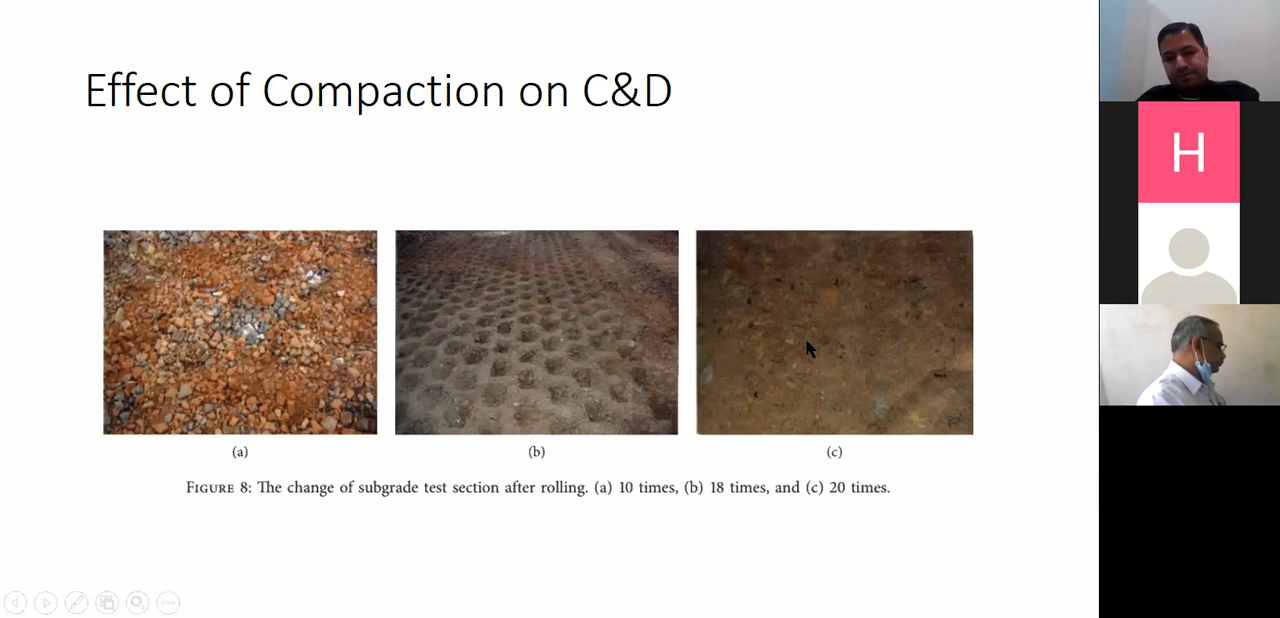 Effect of Compaction on C&D
H
(a)
(b)
(c)
FIGURE 8: The change of subgrade test section after rolling. (a) 10 times, (b) 18 times, and (c) 20 times.